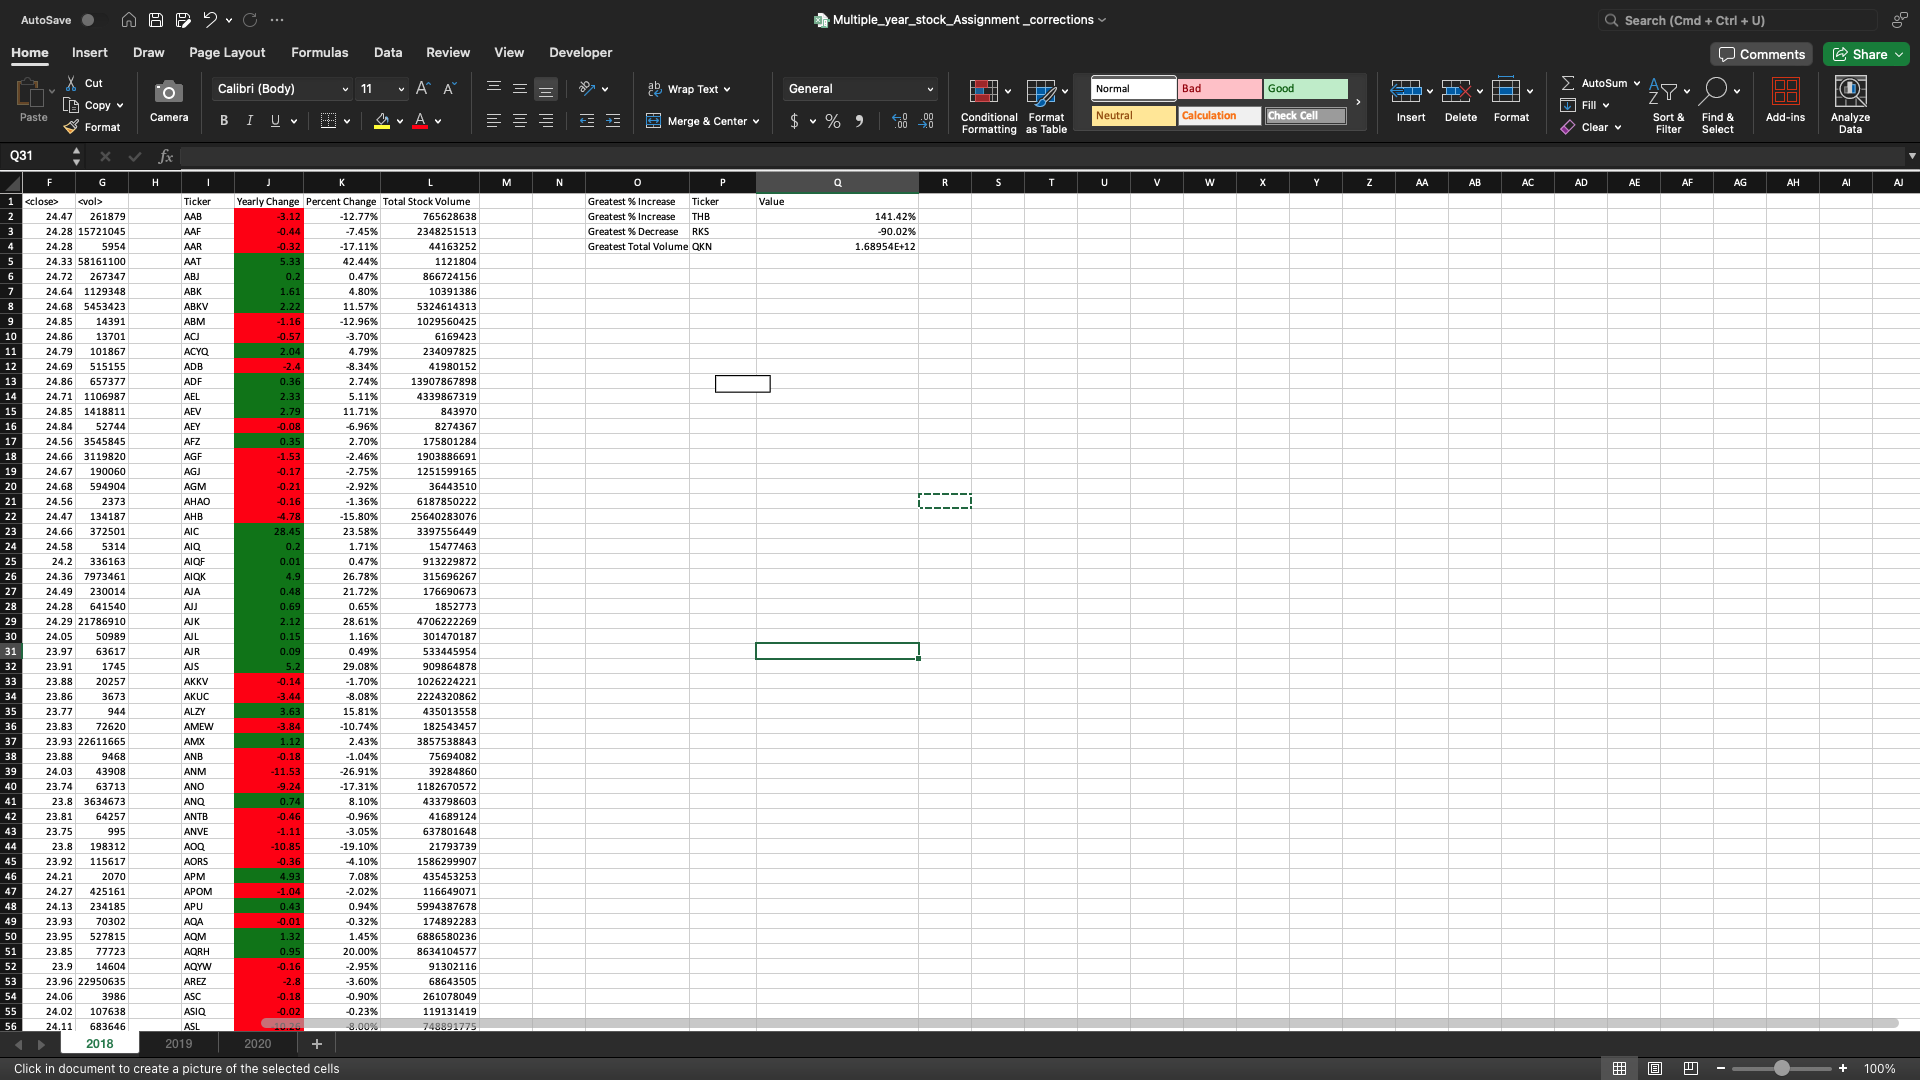 AutoSave
Multiple_year_stock_Assignment _corrections
Search (Cmd + Ctrl + U)
Home Insert Draw Page Layout Formulas Data Review View Developer
Comments Share
Paste
Cut
Copy
Format
Camera
Calibri (Body) 11
B I U
Wrap Text
Merge & Center
General
$ %
Conditional Formatting
Format as Table
Normal Bad Good
Neutral Calculation Check Cell
Insert Delete Format
AutoSum
Fill
Clear
Sort & Filter
Find & Select
Add-ins
Analyze Data
Q31 fx
F G H I J K L M N O P Q R S T U V W X Y Z AA AB AC AD AE AF AG AH AI AJ
1 <close> <vol> Ticker Yearly Change Percent Change Total Stock Volume Greatest % Increase Ticker Value
2 24.47 261879 AAB -3.12 -12.77% 765628638 Greatest % Increase THB 141.42%
3 24.28 15721045 AAF -0.44 -7.45% 2348251513 Greatest % Decrease RKS -90.02%
4 24.28 5954 AAR -0.32 -17.11% 44163252 Greatest Total Volume QKN 1.68954E+12
5 24.33 58161100 AAT 5.33 42.44% 1121804
6 24.72 267347 ABJ 0.2 0.47% 866724156
7 24.64 1129348 ABK 1.61 4.80% 10391386
8 24.68 5453423 ABKV 2.22 11.57% 5324614313
9 24.85 14391 ABM -1.16 -12.96% 1029560425
10 24.86 13701 ACJ -0.57 -3.70% 6169423
11 24.79 101867 ACYQ 2.04 4.79% 234097825
12 24.69 515155 ADB -2.4 -8.34% 41980152
13 24.86 657377 ADF 0.36 2.74% 13907867898
14 24.71 1106987 AEL 2.33 5.11% 4339867319
15 24.85 1418811 AEV 2.79 11.71% 843970
16 24.84 52744 AEY -0.08 -6.96% 8274367
17 24.56 3545845 AFZ 0.35 2.70% 175801284
18 24.66 3119820 AGF -1.53 -2.46% 1903886691
19 24.67 190060 AGJ -0.17 -2.75% 1251599165
20 24.68 594904 AGM -0.21 -2.92% 36443510
21 24.56 2373 AHAO -0.16 -1.36% 6187850222
22 24.47 134187 AHB -4.78 -15.80% 25640283076
23 24.66 372501 AIC 28.45 23.58% 3397556449
24 24.58 5314 AIQ 0.2 1.71% 15477463
25 24.2 336163 AIQF 0.01 0.47% 913229872
26 24.36 7973461 AIQK 4.9 26.78% 315696267
27 24.49 230014 AJA 0.48 21.72% 176690673
28 24.28 641540 AJJ 0.69 0.65% 1852773
29 24.29 21786910 AJK 2.12 28.61% 4706222269
30 24.05 50989 AJL 0.15 1.16% 301470187
31 23.97 63617 AJR 0.09 0.49% 533445954
32 23.91 1745 AJS 5.2 29.08% 909864878
33 23.88 20257 AKKV -0.14 -1.70% 1026224221
34 23.86 3673 AKUC -3.44 -8.08% 2224320862
35 23.77 944 ALZY 3.63 15.81% 435013558
36 23.83 72620 AMEW -3.84 -10.74% 182543457
37 23.93 22611665 AMX 1.12 2.43% 3857538843
38 23.88 9468 ANB -0.18 -1.04% 75694082
39 24.03 43908 ANM -11.53 -26.91% 39284860
40 23.74 63713 ANO -9.24 -17.31% 1182670572
41 23.8 3634673 ANQ 0.74 8.10% 433798603
42 23.81 64257 ANTB -0.46 -0.96% 41689124
43 23.75 995 ANVE -1.11 -3.05% 637801648
44 23.8 198312 AOQ -10.85 -19.10% 21793739
45 23.92 115617 AORS -0.36 -4.10% 1586299907
46 24.21 2070 APM 4.93 7.08% 435453253
47 24.27 425161 APOM -1.04 -2.02% 116649071
48 24.13 234185 APU 0.43 0.94% 5994387678
49 23.93 70302 AQA -0.01 -0.32% 174892283
50 23.95 527815 AQM 1.32 1.45% 6886580236
51 23.85 77723 AQRH 0.95 20.00% 8634104577
52 23.9 14604 AQYW -0.16 -2.95% 91302116
53 23.96 22950635 AREZ -2.8 -3.60% 68643505
54 24.06 3986 ASC -0.18 -0.90% 261078049
55 24.02 107638 ASIQ -0.02 -0.23% 119131419
56 24.11 683646 ASL -10.26 -8.00% 748891775
2018 2019 2020 +
Click in document to create a picture of the selected cells
100%